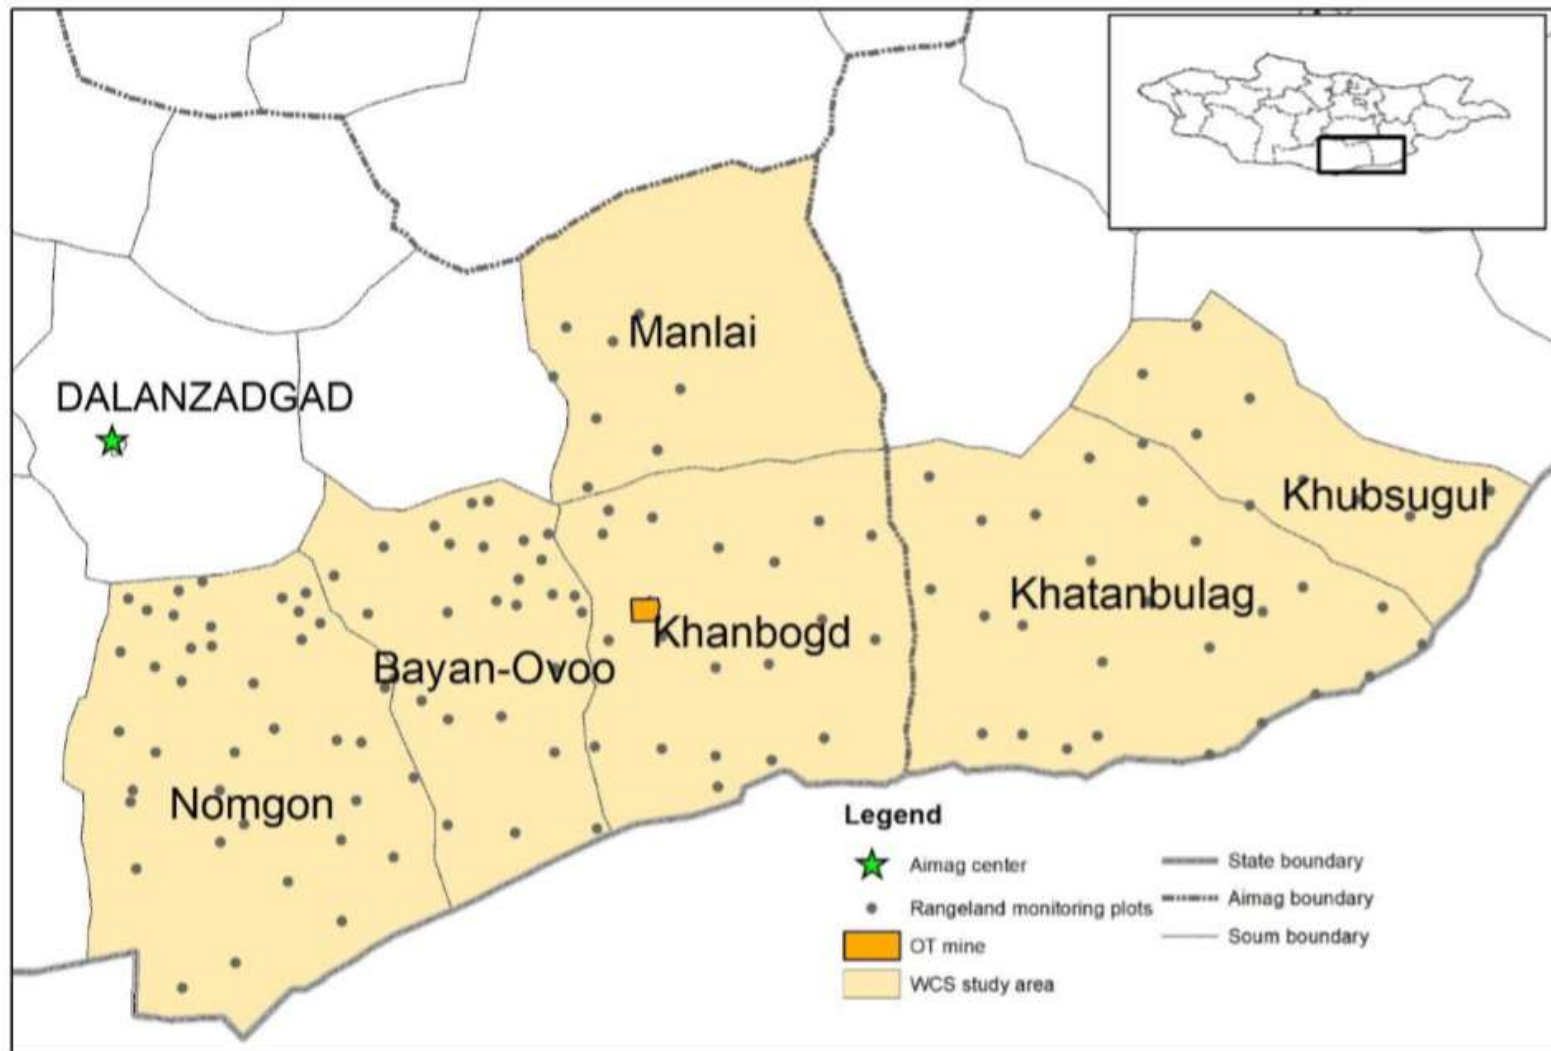 Manlai
DALANZADGAD
Khubsugul
Khatanbulag
Khanbogd
Bayan-Ovoo
Nomgon
Legend
Aimag center
Rangeland monitoring plots
OT mine
WCS study area
State boundary
Aimag boundary
Soum boundary